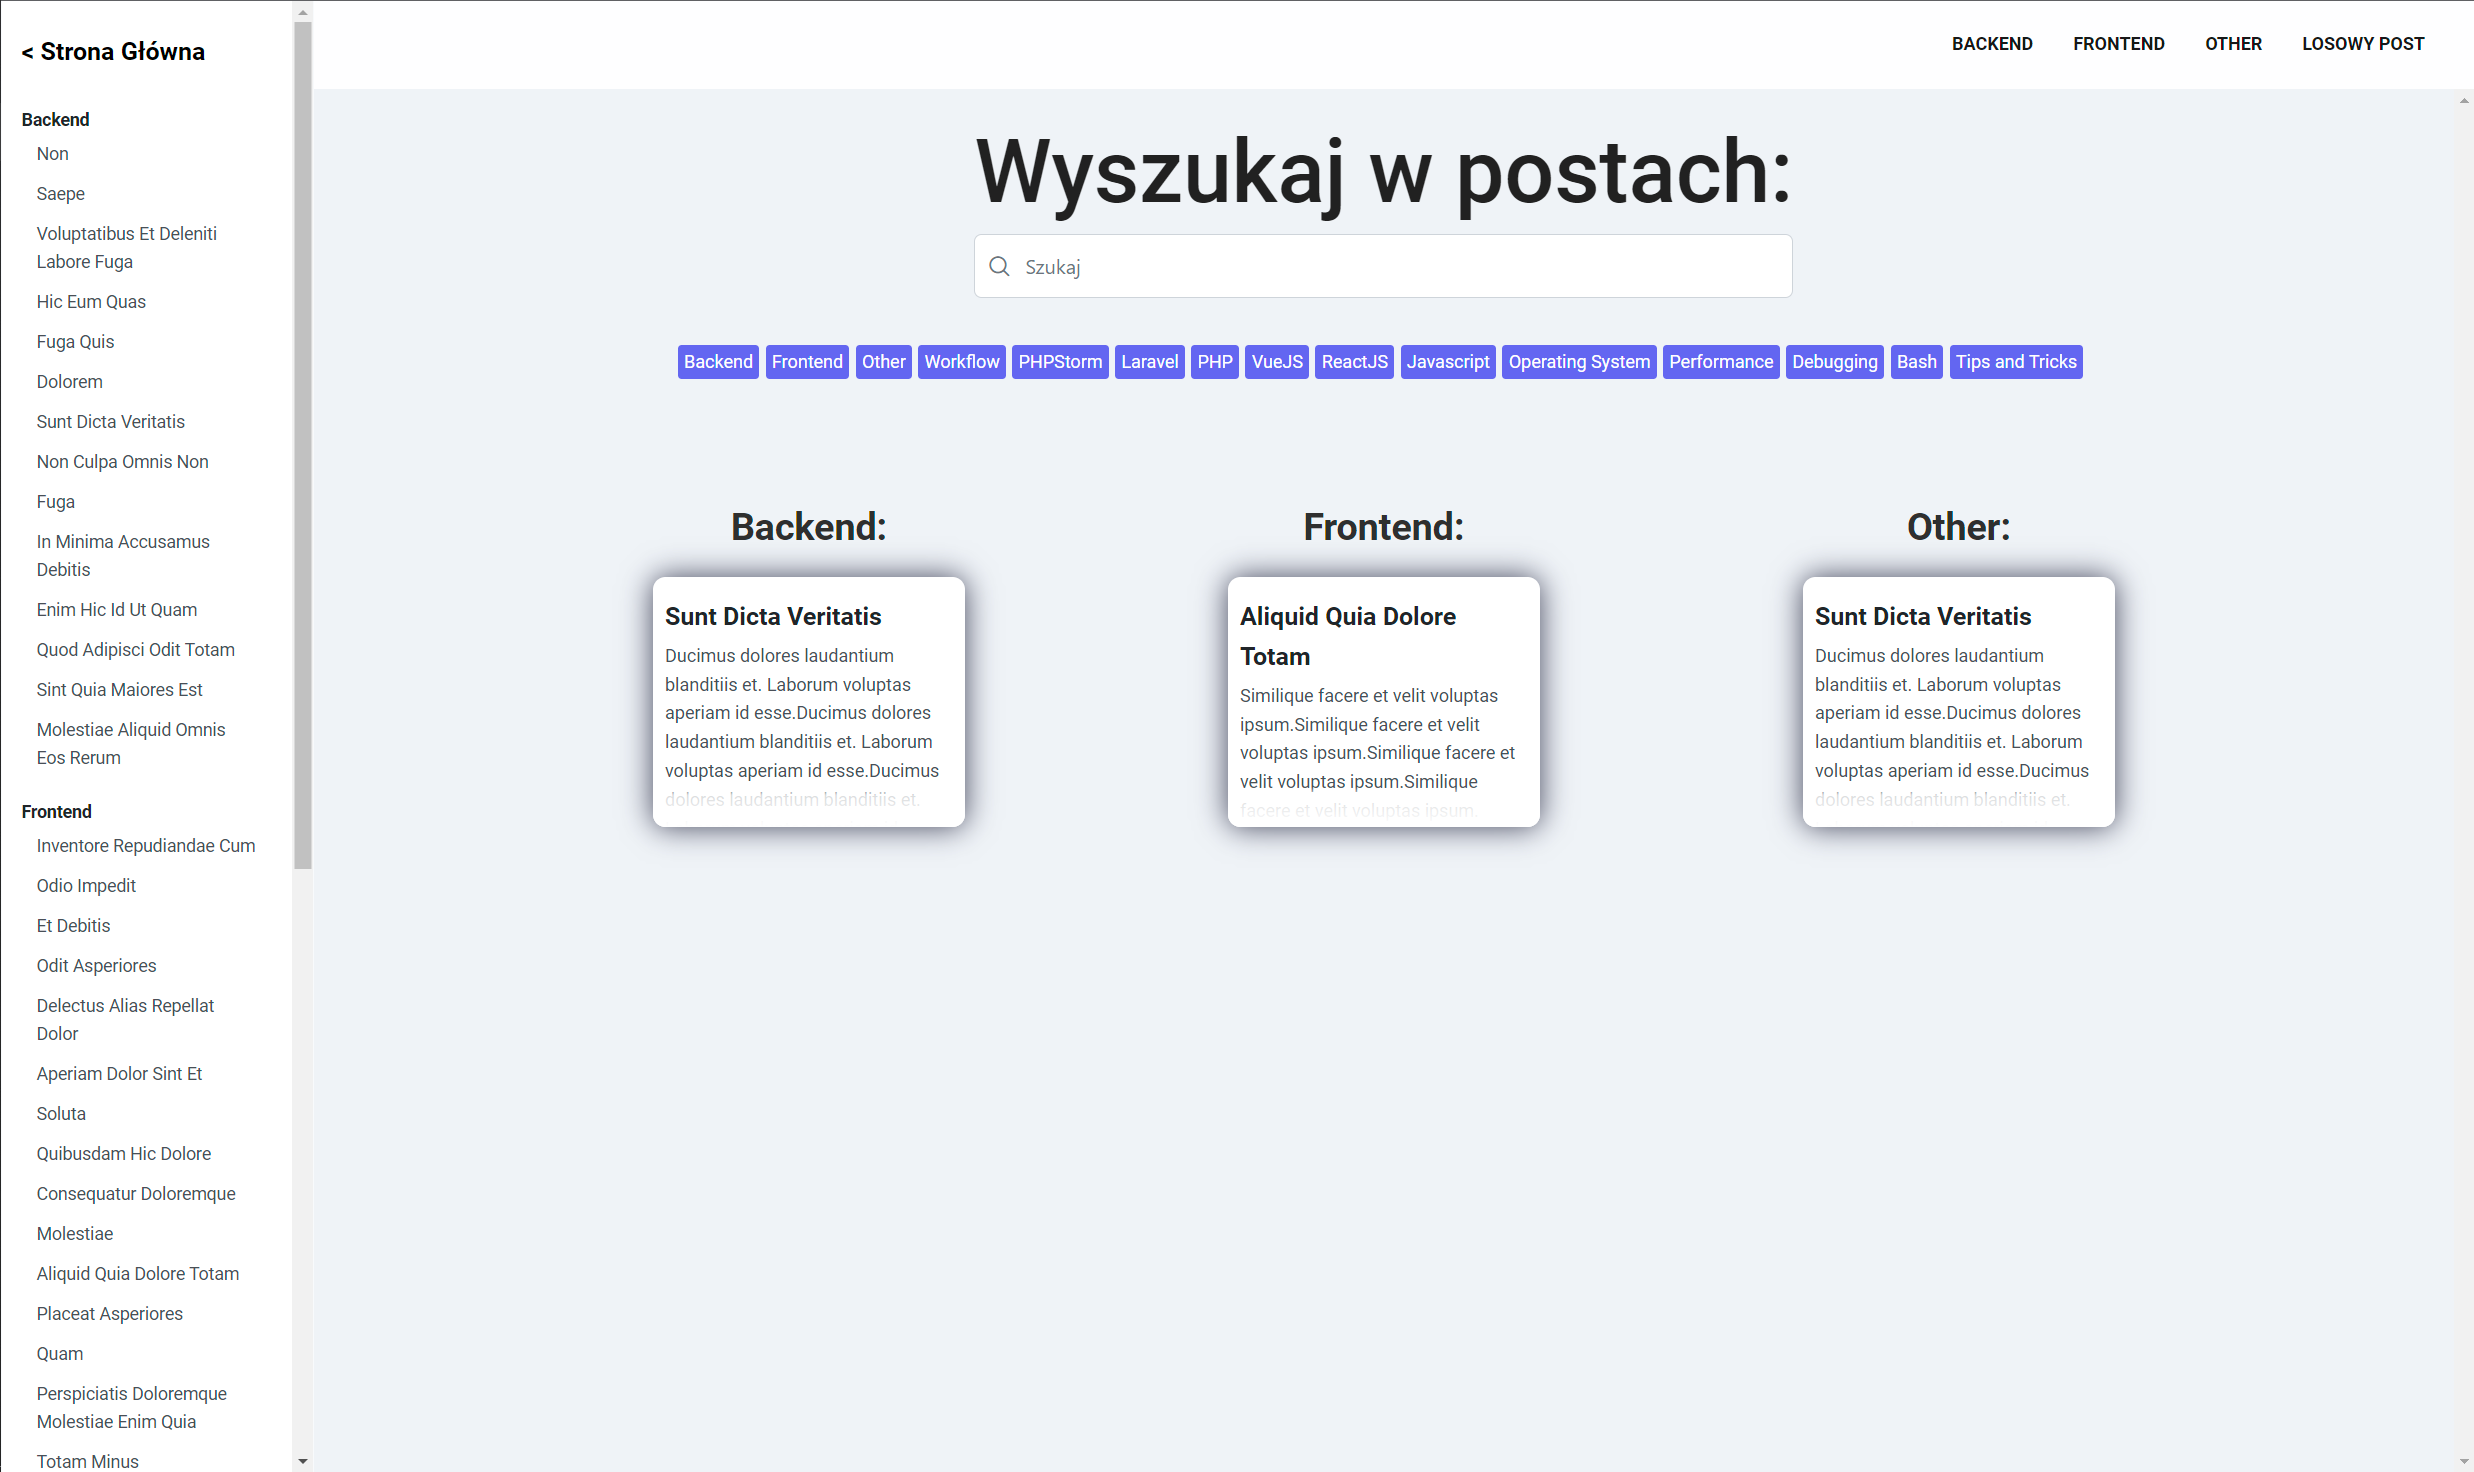 < Strona Główna
Backend
Non
Saepe
Voluptatibus Et Deleniti
Labore Fuga
Hic Eum Quas
Fuga Quis
Dolorem
Sunt Dicta Veritatis
Non Culpa Omnis Non
Fuga
In Minima Accusamus
Debitis
Enim Hic Id Ut Quam
Quod Adipisci Odit Totam
Sint Quia Maiores Est
Molestiae Aliquid Omnis
Eos Rerum
Frontend
Inventore Repudiandae Cum
Odio Impedit
Et Debitis
Odit Asperiores
Delectus Alias Repellat
Dolor
Aperiam Dolor Sint Et
Soluta
Quibusdam Hic Dolore
Consequatur Doloremque
Molestiae
Aliquid Quia Dolore Totam
Placeat Asperiores
Quam
Perspiciatis Doloremque
Molestiae Enim Quia
Totam Minus
BACKEND FRONTEND OTHER LOSOWY POST
Wyszukaj w postach:
Szukaj
Backend Frontend Other Workflow PHPStorm Laravel PHP VueJS ReactJS Javascript Operating System Performance Debugging Bash Tips and Tricks
Backend:
Sunt Dicta Veritatis
Ducimus dolores laudantium
blanditiis et. Laborum voluptas
aperiam id esse.Ducimus dolores
laudantium blanditiis et. Laborum
voluptas aperiam id esse.Ducimus
dolores laudantium blanditiis et.
Frontend:
Aliquid Quia Dolore
Totam
Similique facere et velit voluptas
ipsum.Similique facere et velit
voluptas ipsum.Similique facere et
velit voluptas ipsum.Similique
facere et velit voluptas ipsum.
Other:
Sunt Dicta Veritatis
Ducimus dolores laudantium
blanditiis et. Laborum voluptas
aperiam id esse.Ducimus dolores
laudantium blanditiis et. Laborum
voluptas aperiam id esse.Ducimus
dolores laudantium blanditiis et.